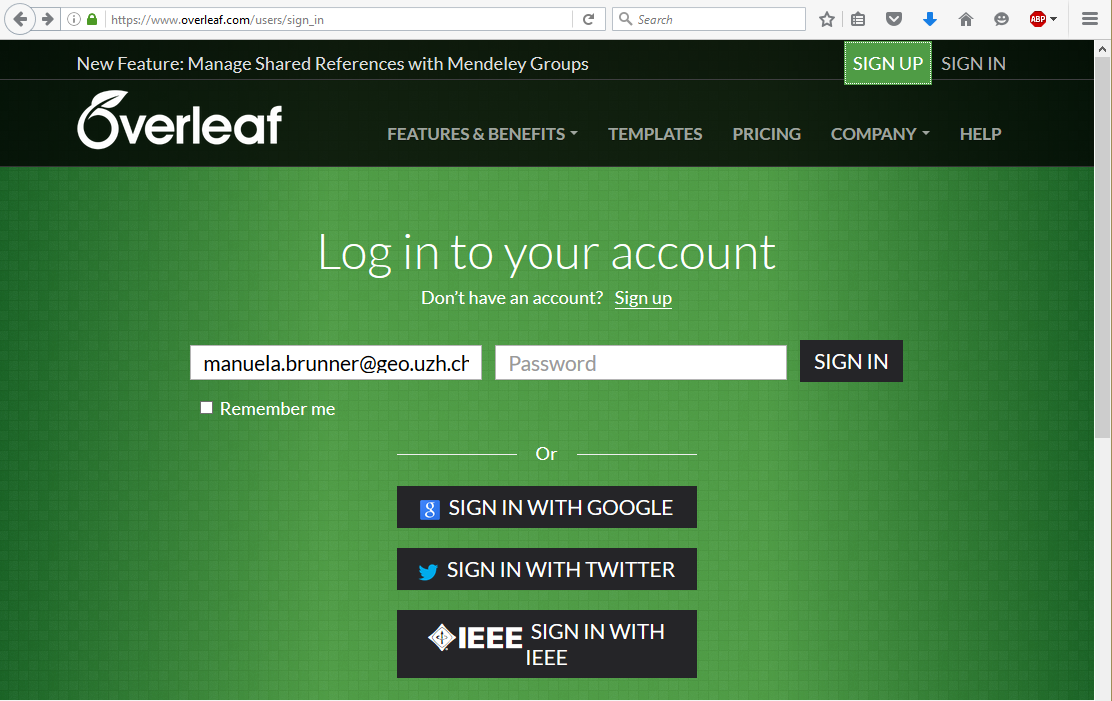 https://www.overleaf.com/users/sign_in
Search
ABP
New Feature: Manage Shared References with Mendeley Groups
SIGN UP
SIGN IN
Overleaf
FEATURES & BENEFITS
TEMPLATES
PRICING
COMPANY
HELP
Log in to your account
Don’t have an account? Sign up
manuela.brunner@geo.uzh.ch
Password
SIGN IN
Remember me
Or
g SIGN IN WITH GOOGLE
SIGN IN WITH TWITTER
IEEE SIGN IN WITH
IEEE